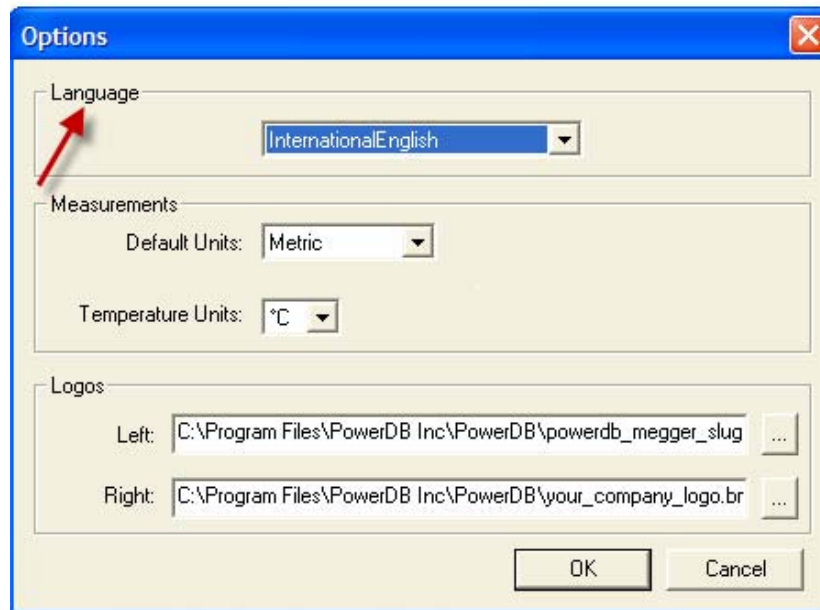 Options
Language
InternationalEnglish
Measurements
Default Units: Metric
Temperature Units: °C
Logos
Left: C:\Program Files\PowerDB Inc\PowerDB\powerdb_megger_slug ...
Right: C:\Program Files\PowerDB Inc\PowerDB\your_company_logo.br ...
OK Cancel